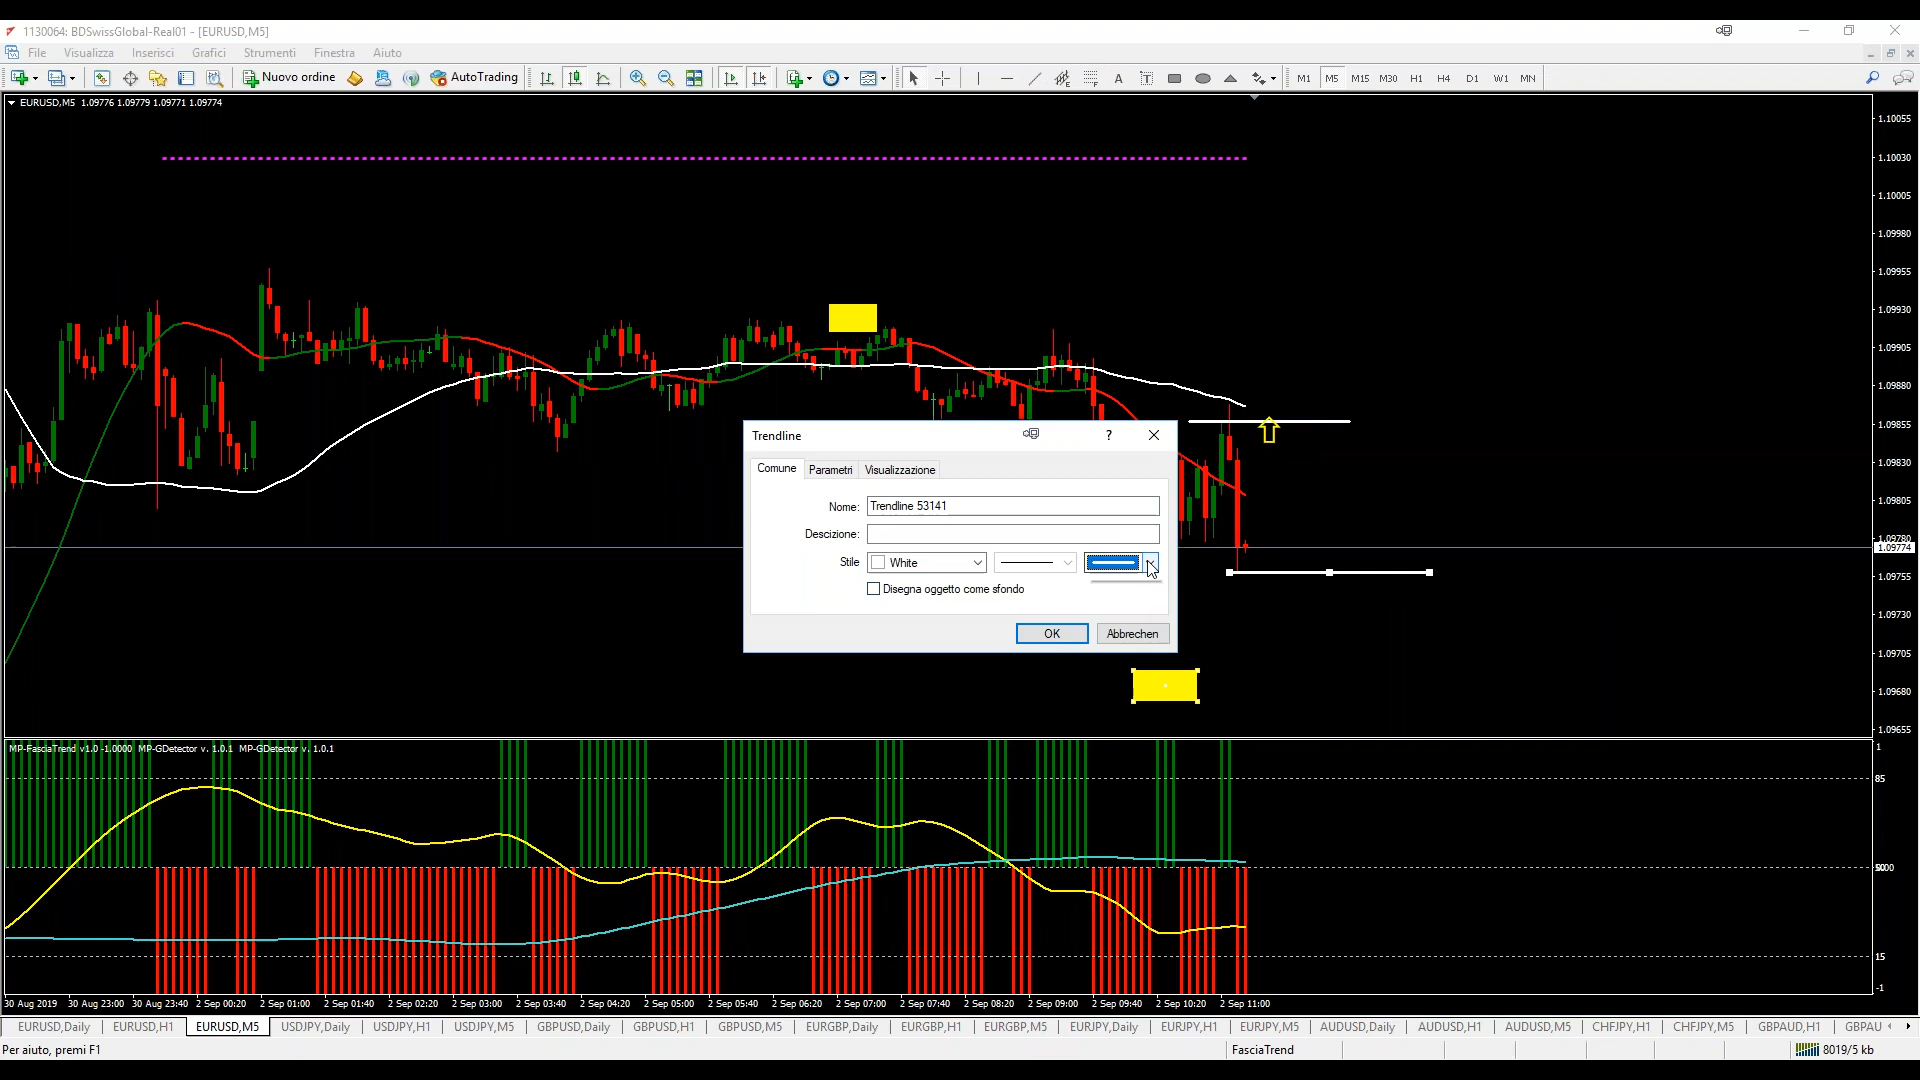 1130064: BDSwissGlobal-Real01 - [EURUSD,M5]
File Visualizza Inserisci Grafici Strumenti Finestra Aiuto
Nuovo ordine AutoTrading A T M1 M5 M15 M30 H1 H4 D1 W1 MN
EURUSD,M5 1.09776 1.09779 1.09771 1.09774
1.10055
1.10030
1.10005
1.09980
1.09955
1.09930
1.09905
1.09880
1.09855
1.09830
1.09805
1.09780
1.09774
1.09755
1.09730
1.09705
1.09680
1.09655
Trendline ?
Comune Parametri Visualizzazione
Nome: Trendline 53141
Descizione:
Stile White
Disegna oggetto come sfondo
OK Abbrechen
MP-FasciaTrend v1.0 -1.0000 MP-GDetector v. 1.0.1 MP-GDetector v. 1.0.1
1
85
15
-1
30 Aug 2019 30 Aug 23:00 30 Aug 23:40 2 Sep 00:20 2 Sep 01:00 2 Sep 01:40 2 Sep 02:20 2 Sep 03:00 2 Sep 03:40 2 Sep 04:20 2 Sep 05:00 2 Sep 05:40 2 Sep 06:20 2 Sep 07:00 2 Sep 07:40 2 Sep 08:20 2 Sep 09:00 2 Sep 09:40 2 Sep 10:20 2 Sep 11:00
EURUSD,Daily EURUSD,H1 EURUSD,M5 USDJPY,Daily USDJPY,H1 USDJPY,M5 GBPUSD,Daily GBPUSD,H1 GBPUSD,M5 EURGBP,Daily EURGBP,H1 EURGBP,M5 EURJPY,Daily EURJPY,H1 EURJPY,M5 AUDUSD,Daily AUDUSD,H1 AUDUSD,M5 CHFJPY,H1 CHFJPY,M5 GBPAUD,H1 GBPAU
Per aiuto, premi F1 FasciaTrend 8019/5 kb